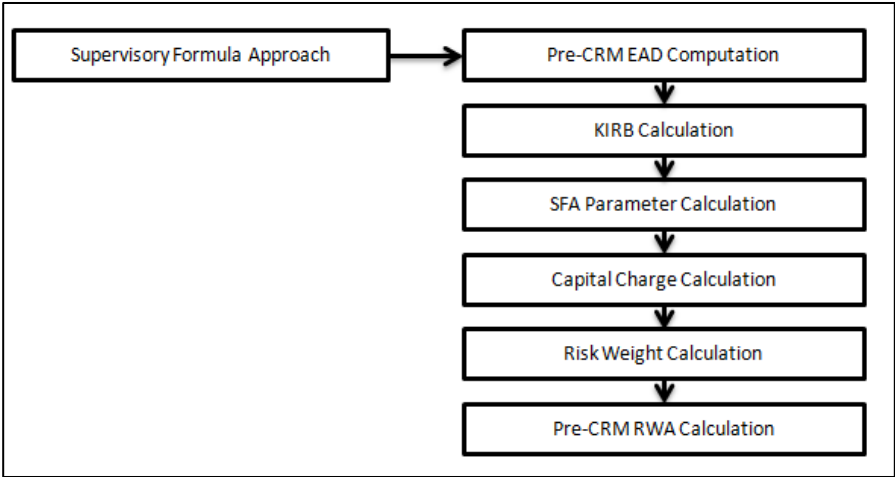 Supervisory Formula Approach
Pre-CRM EAD Computation
KIRB Calculation
SFA Parameter Calculation
Capital Charge Calculation
Risk Weight Calculation
Pre-CRM RWA Calculation